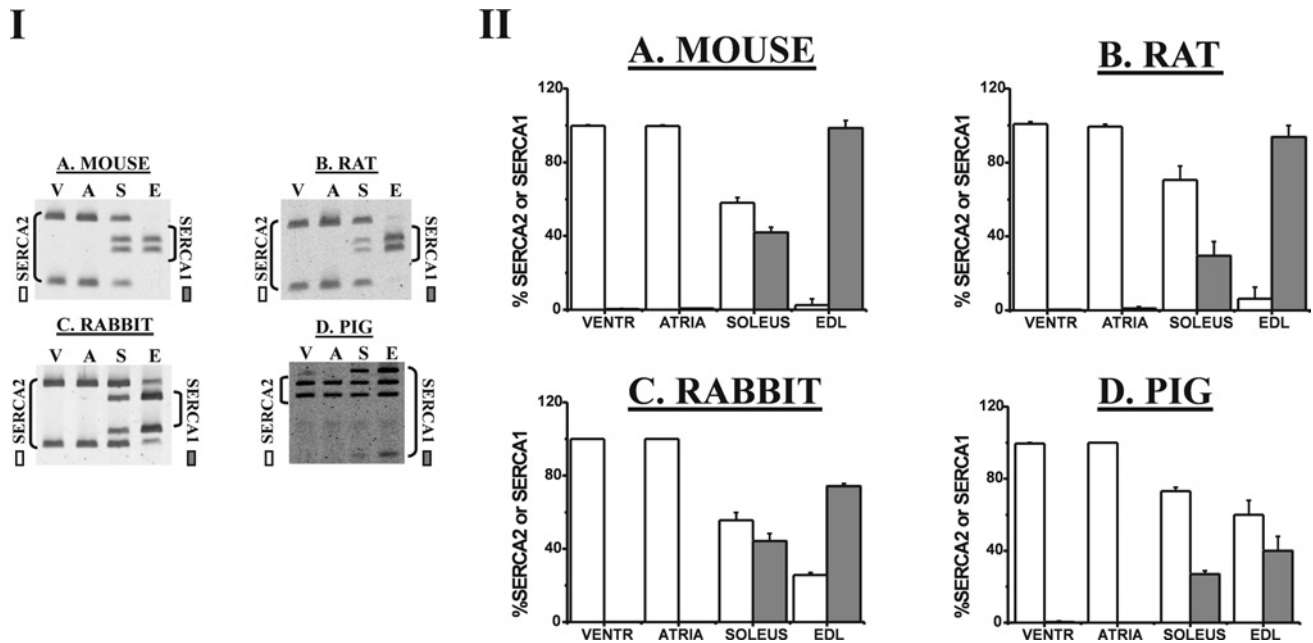 I
A. MOUSE
V A S E
SERCA2
SERCA1
B. RAT
V A S E
SERCA2
SERCA1
C. RABBIT
V A S E
SERCA2
SERCA1
D. PIG
V A S E
SERCA2
SERCA1
II
A. MOUSE
% SERCA2 or SERCA1
120
80
40
0
VENTR ATRIA SOLEUS EDL
B. RAT
% SERCA2 or SERCA1
120
80
40
0
VENTR ATRIA SOLEUS EDL
C. RABBIT
%SERCA2 or SERCA1
120
80
40
0
VENTR ATRIA SOLEUS EDL
D. PIG
%SERCA2 or SERCA1
120
80
40
0
VENTR ATRIA SOLEUS EDL